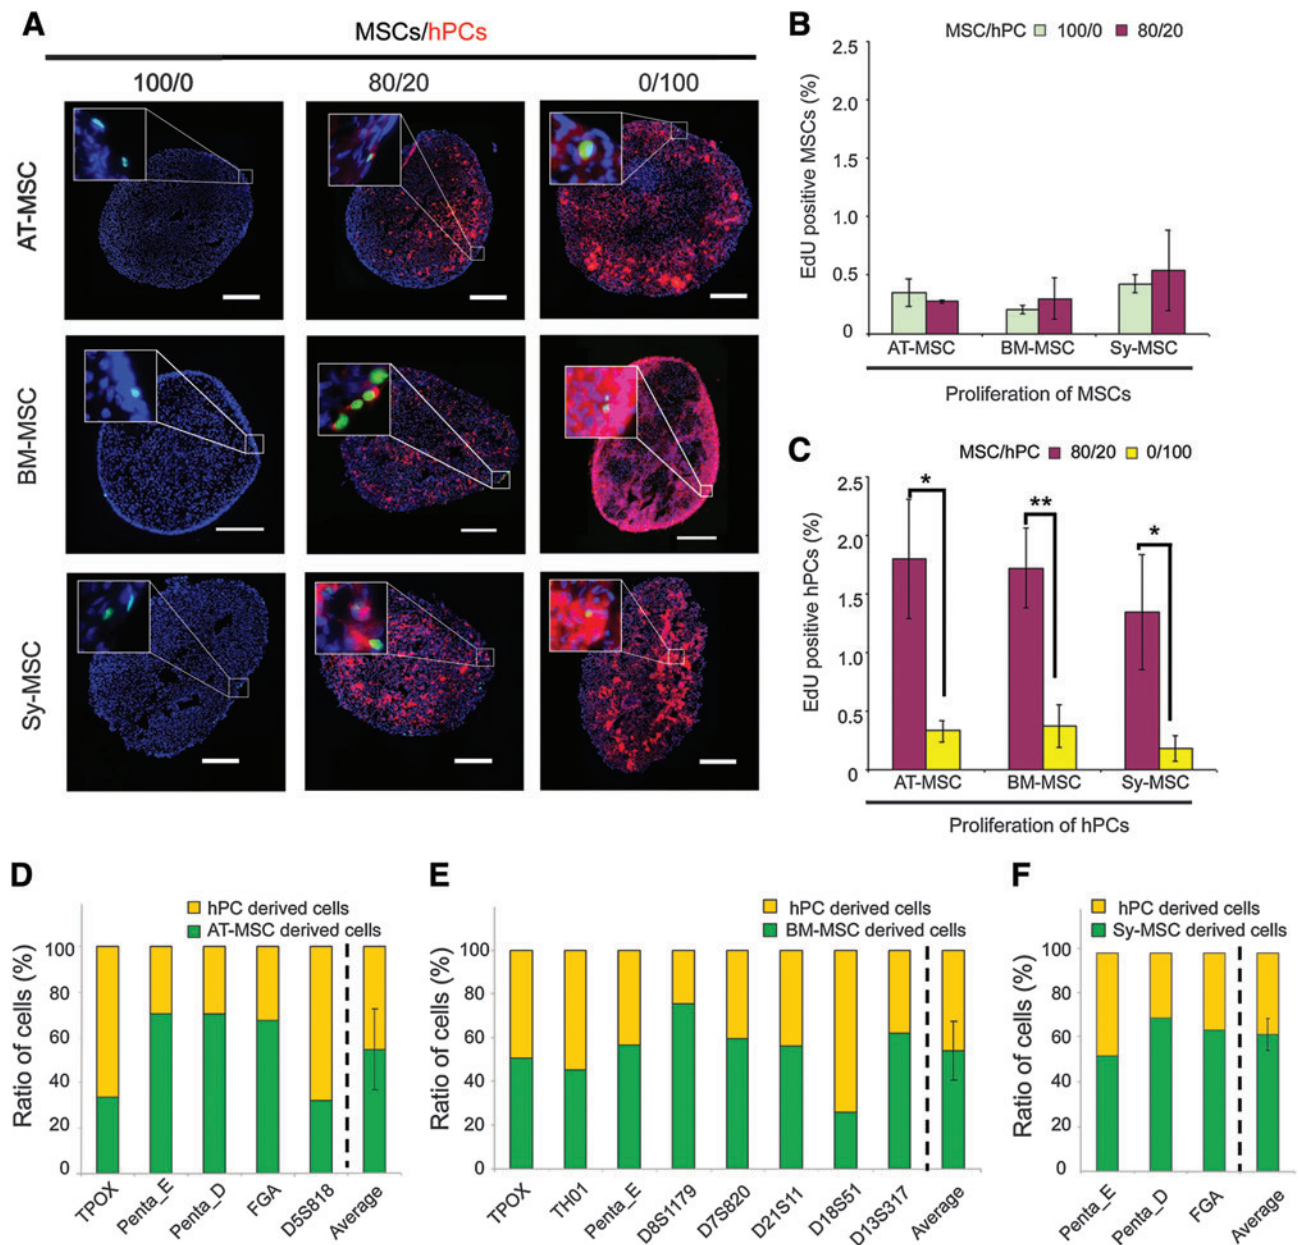 A
MSCs/hPCs
100/0
80/20
0/100
AT-MSC
BM-MSC
Sy-MSC
B
MSC/hPC 100/0 80/20
EdU positive MSCs (%)
2.5
2.0
1.5
1.0
0.5
0
AT-MSC BM-MSC Sy-MSC
Proliferation of MSCs
C
MSC/hPC 80/20 0/100
EdU positive hPCs (%)
2.5
2.0
1.5
1.0
0.5
0
*
**
*
AT-MSC BM-MSC Sy-MSC
Proliferation of hPCs
D
hPC derived cells
AT-MSC derived cells
Ratio of cells (%)
100
80
60
40
20
0
TPOX Penta_E Penta_D FGA D5S818 Average
E
hPC derived cells
BM-MSC derived cells
Ratio of cells (%)
100
80
60
40
20
0
TPOX TH01 Penta_E D8S1179 D7S820 D21S11 D18S51 D13S317 Average
F
hPC derived cells
Sy-MSC derived cells
Ratio of cells (%)
100
80
60
40
20
0
Penta_E Penta_D FGA Average